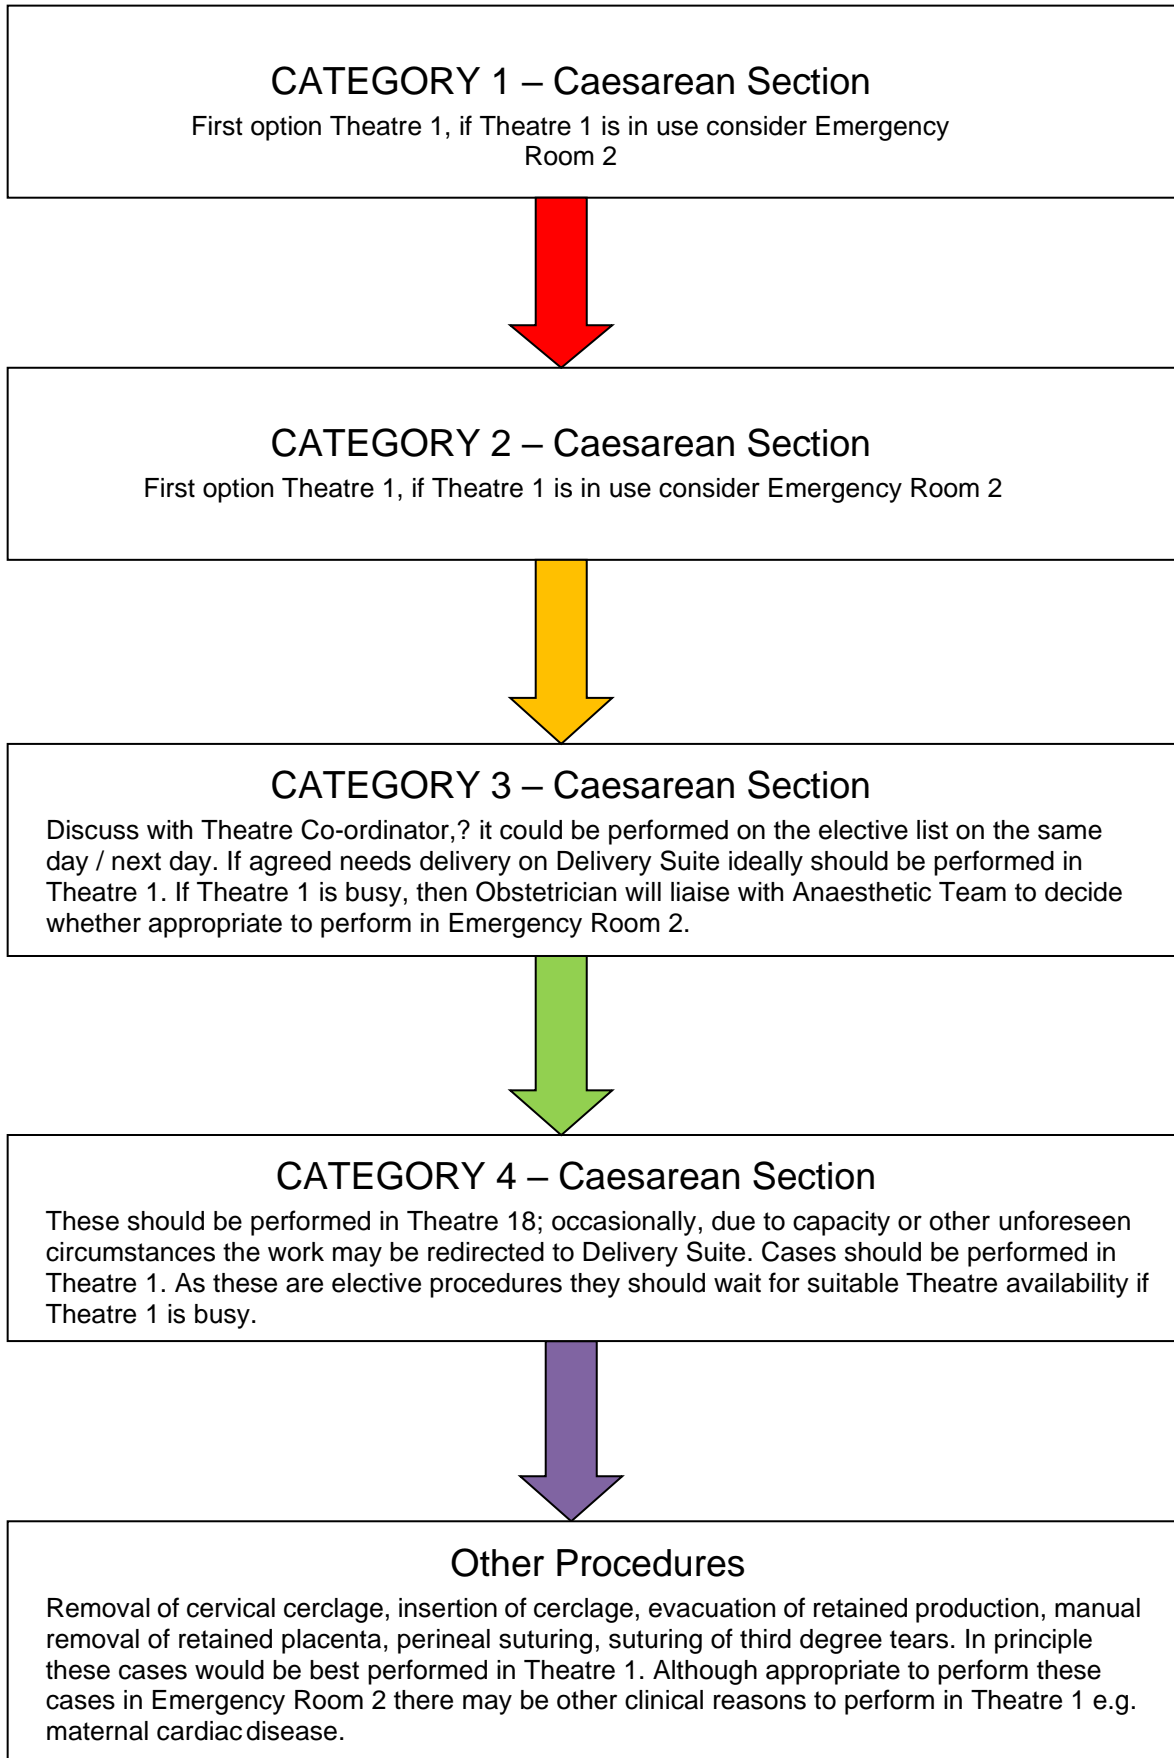 CATEGORY 1 – Caesarean Section
First option Theatre 1, if Theatre 1 is in use consider Emergency
Room 2
CATEGORY 2 – Caesarean Section
First option Theatre 1, if Theatre 1 is in use consider Emergency Room 2
CATEGORY 3 – Caesarean Section
Discuss with Theatre Co-ordinator,? it could be performed on the elective list on the same
day / next day. If agreed needs delivery on Delivery Suite ideally should be performed in
Theatre 1. If Theatre 1 is busy, then Obstetrician will liaise with Anaesthetic Team to decide
whether appropriate to perform in Emergency Room 2.
CATEGORY 4 – Caesarean Section
These should be performed in Theatre 18; occasionally, due to capacity or other unforeseen
circumstances the work may be redirected to Delivery Suite. Cases should be performed in
Theatre 1. As these are elective procedures they should wait for suitable Theatre availability if
Theatre 1 is busy.
Other Procedures
Removal of cervical cerclage, insertion of cerclage, evacuation of retained production, manual
removal of retained placenta, perineal suturing, suturing of third degree tears. In principle
these cases would be best performed in Theatre 1. Although appropriate to perform these
cases in Emergency Room 2 there may be other clinical reasons to perform in Theatre 1 e.g.
maternal cardiac disease.